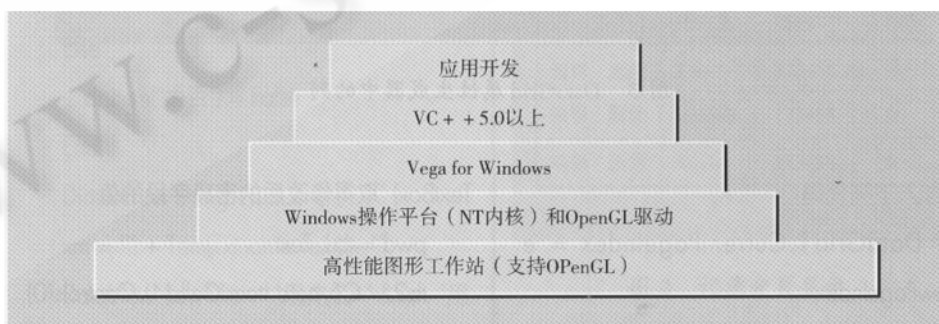 www.c-s
应用开发
VC++5.0以上
Vega for Windows
Windows操作平台（NT内核）和OpenGL驱动
高性能图形工作站（支持OPenGL）